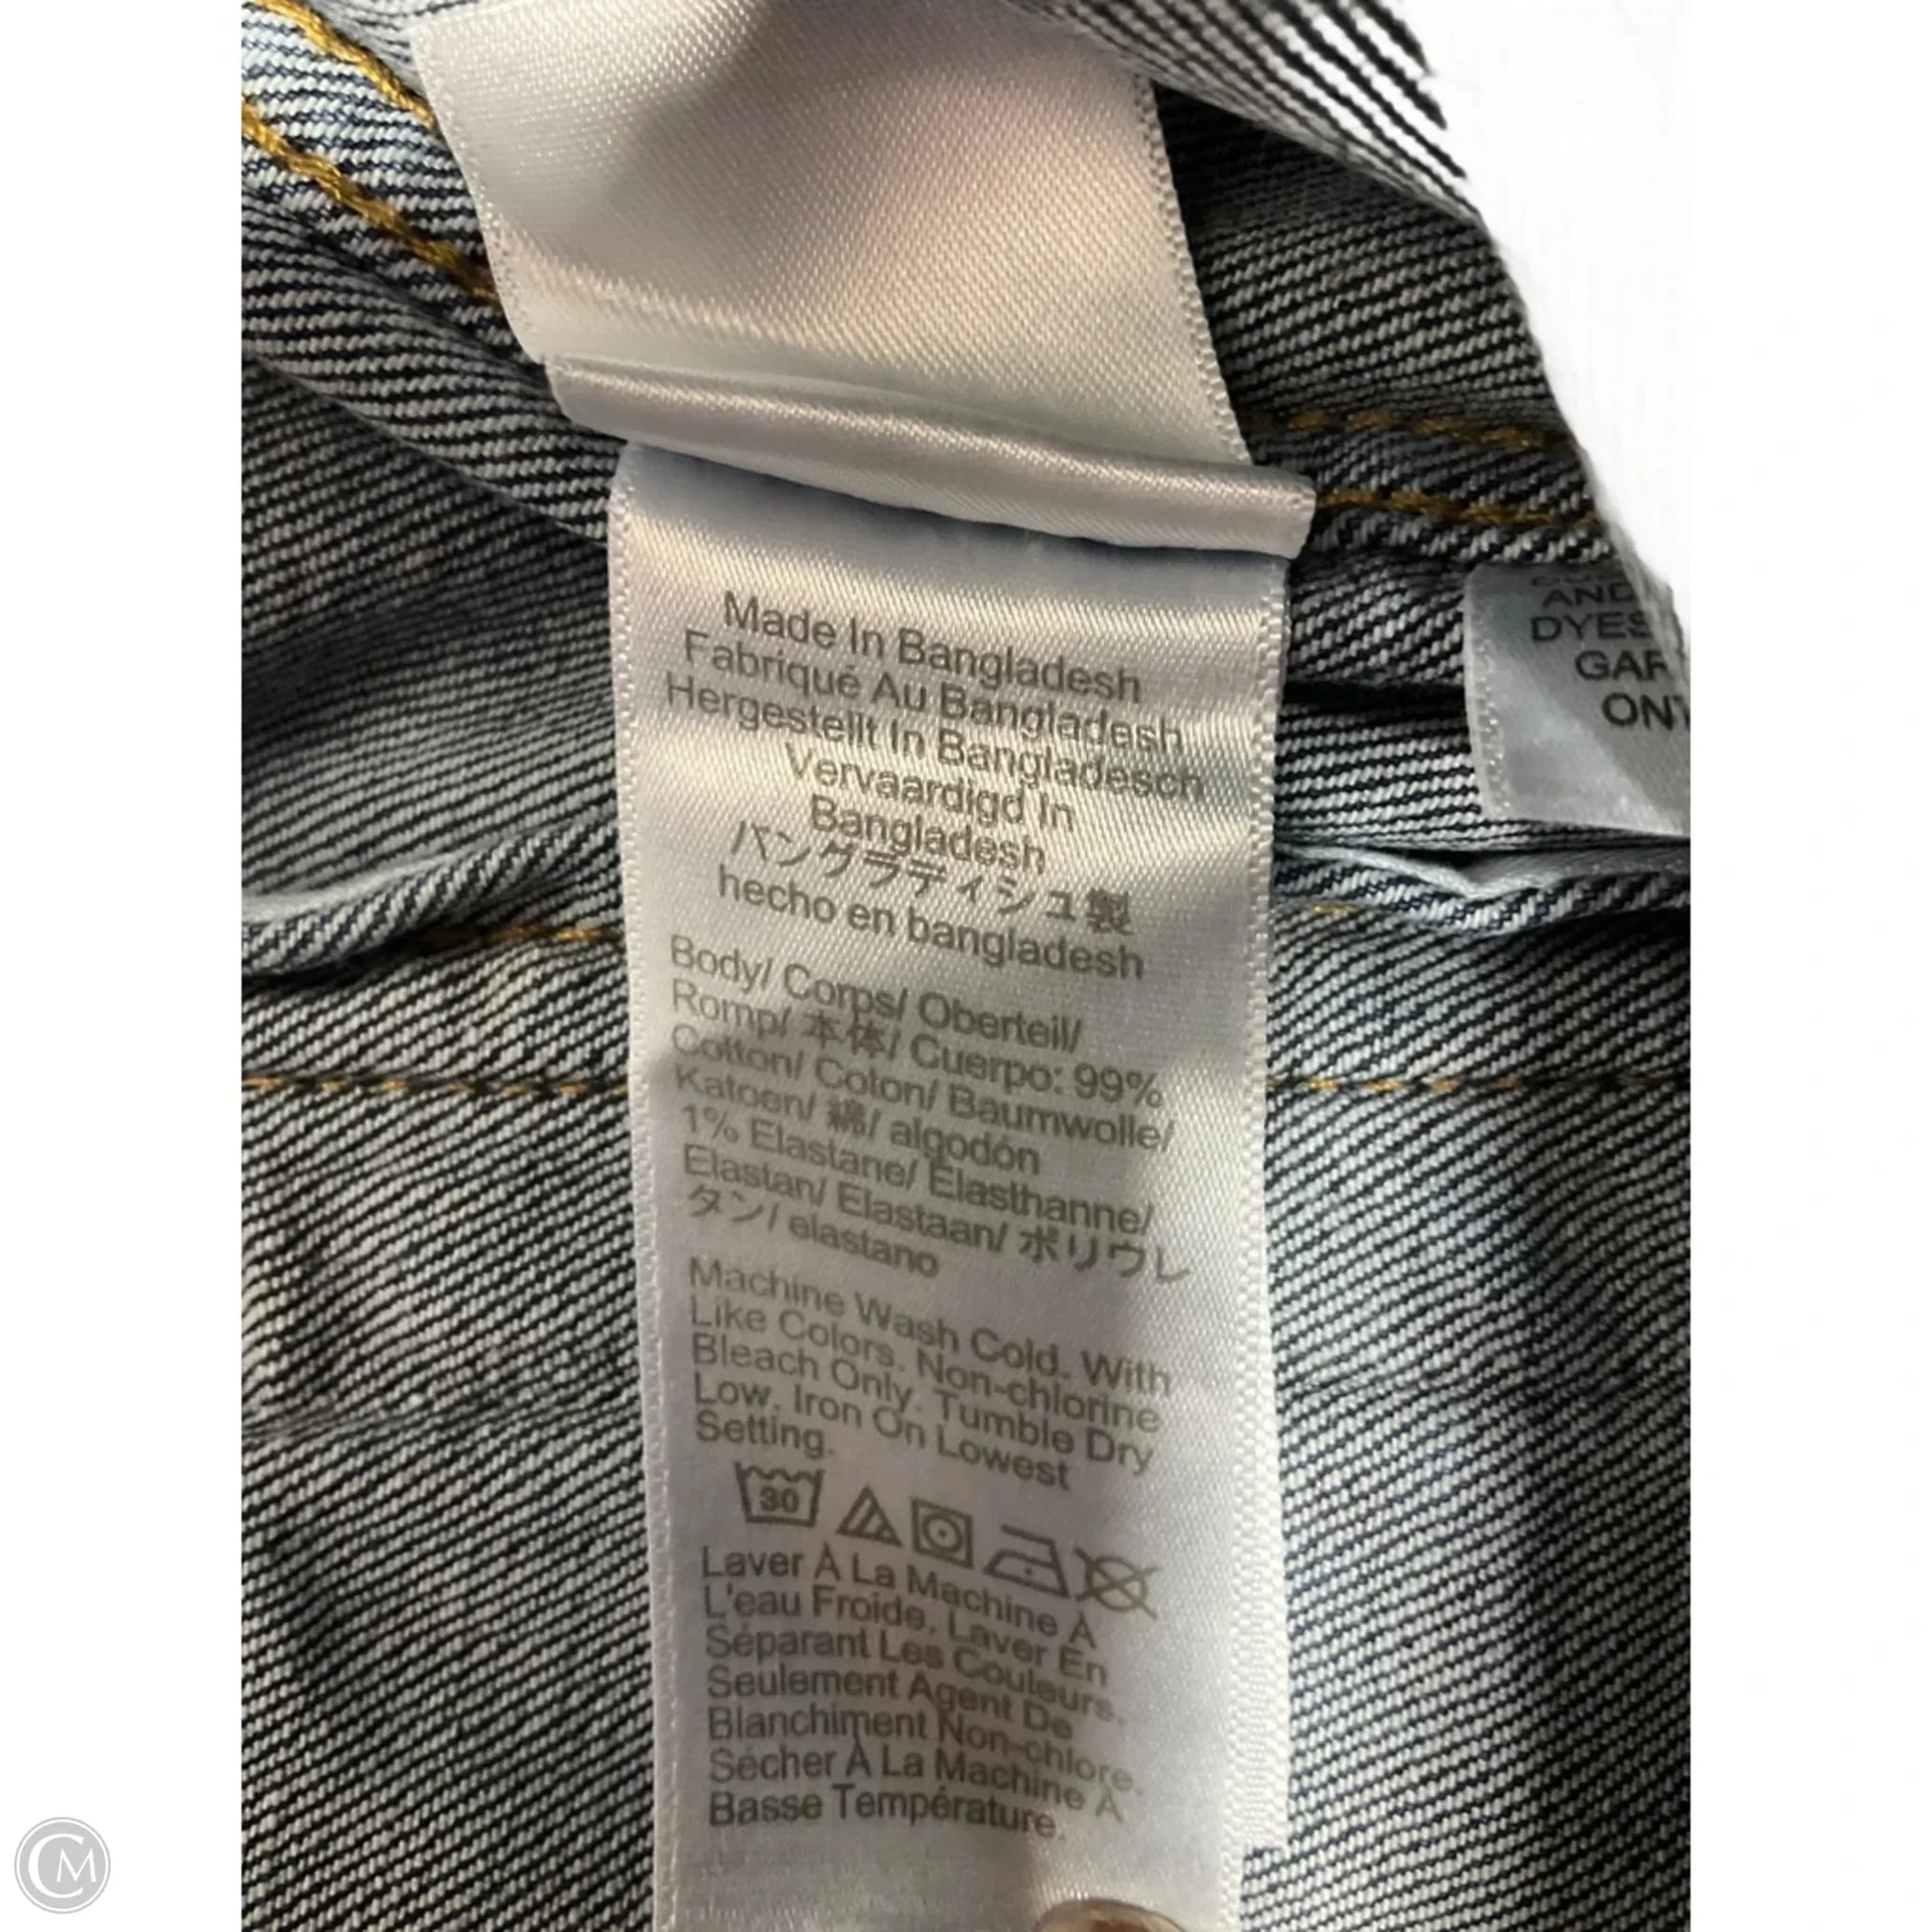 Made In Bangladesh
Fabriqué Au Bangladesh
Hergestellt In Bangladesch
Vervaardigd In
Bangladesh
バングラディシュ製
hecho en bangladesh
Body/ Corps/ Oberteil/
Romp/ 本体/ Cuerpo: 99%
Cotton/ Coton/ Baumwolle/
Katoen/ 綿/ algodón
1% Elastane/ Élasthanne/
Elastan/ Elastaan/ ポリウレ
タン/ elastano
Machine Wash Cold. With
Like Colors. Non-chlorine
Bleach Only. Tumble Dry
Low. Iron On Lowest
Setting.
30
Laver À La Machine À
L'eau Froide. Laver En
Séparant Les Couleurs.
Seulement Agent De
Blanchiment Non-chlore.
Sécher À La Machine À
Basse Température.
AND
DYES
GAR
ONT
CM